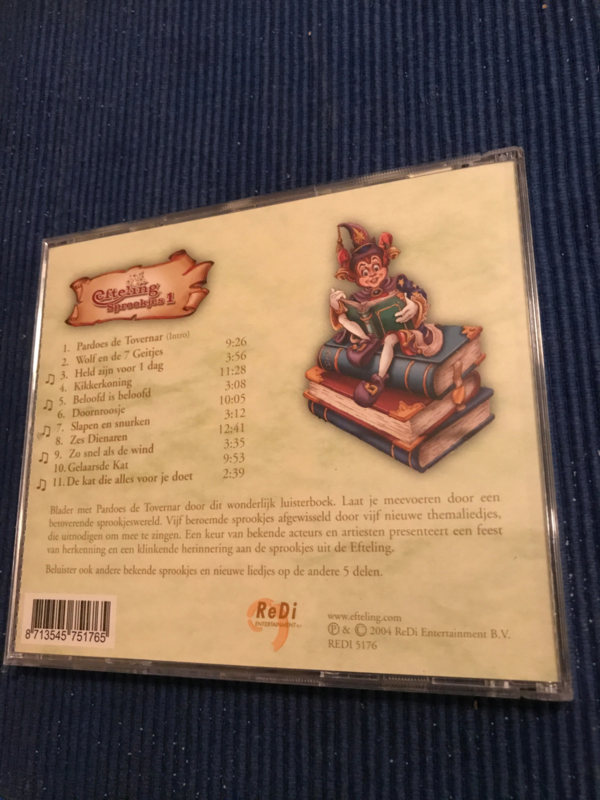 Efteling
Sprookjes 1
1. Pardoes de Tovernar (Intro)
2. Wolf en de 7 Geitjes 9:26
3. Held zijn voor 1 dag 3:56
4. Kikkerkoning 11:28
5. Beloofd is beloofd 3:08
6. Doornroosje 10:05
7. Slapen en snurken 3:12
8. Zes Dienaren 12:41
9. Zo snel als de wind 3:35
10. Gelaarsde Kat 9:53
11. De kat die alles voor je doet 2:39
Blader met Pardoes de Tovernar door dit wonderlijk luisterboek. Laat je meevoeren door een
betoverende sprookjeswereld. Vijf beroemde sprookjes afgewisseld door vijf nieuwe themaliedjes,
die uitnodigen om mee te zingen. Een keur van bekende acteurs en artiesten presenteert een feest
van herkenning en een klinkende herinnering aan de sprookjes uit de Efteling.
Beluister ook andere bekende sprookjes en nieuwe liedjes op de andere 5 delen.
8 713545 751765
ReDi
ENTERTAINMENT B.V.
www.efteling.com
Ⓟ & © 2004 ReDi Entertainment B.V.
REDI 5176